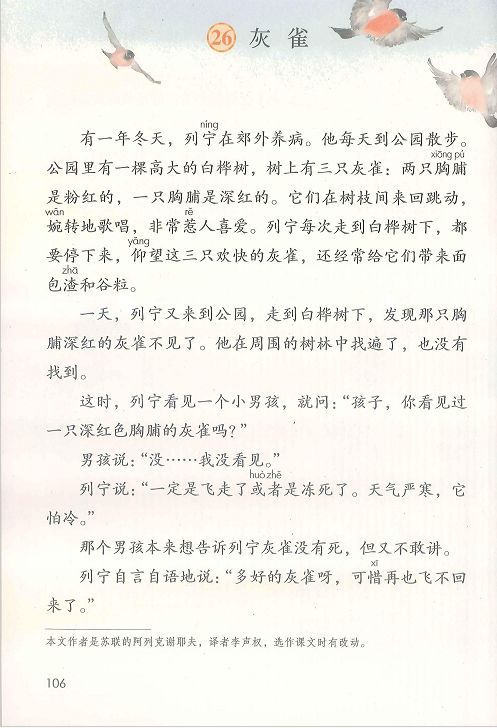 26 灰雀
níng
有一年冬天，列宁在郊外养病。他每天到公园散步。
xiōng pú
公园里有一棵高大的白桦树，树上有三只灰雀：两只胸脯
是粉红的，一只胸脯是深红的。它们在树枝间来回跳动，
wǎn rě
婉转地歌唱，非常惹人喜爱。列宁每次走到白桦树下，都
yǎng
要停下来，仰望这三只欢快的灰雀，还经常给它们带来面
zhā
包渣和谷粒。
一天，列宁又来到公园，走到白桦树下，发现那只胸
脯深红的灰雀不见了。他在周围的树林中找遍了，也没有
找到。
这时，列宁看见一个小男孩，就问：“孩子，你看见过
一只深红色胸脯的灰雀吗？”
男孩说：“没……我没看见。”
huò zhě
列宁说：“一定是飞走了或者是冻死了。天气严寒，它
怕冷。”
那个男孩本来想告诉列宁灰雀没有死，但又不敢讲。
xī
列宁自言自语地说：“多好的灰雀呀，可惜再也飞不回
来了。”
本文作者是苏联的阿列克谢耶夫，译者李声权，选作课文时有改动。
106